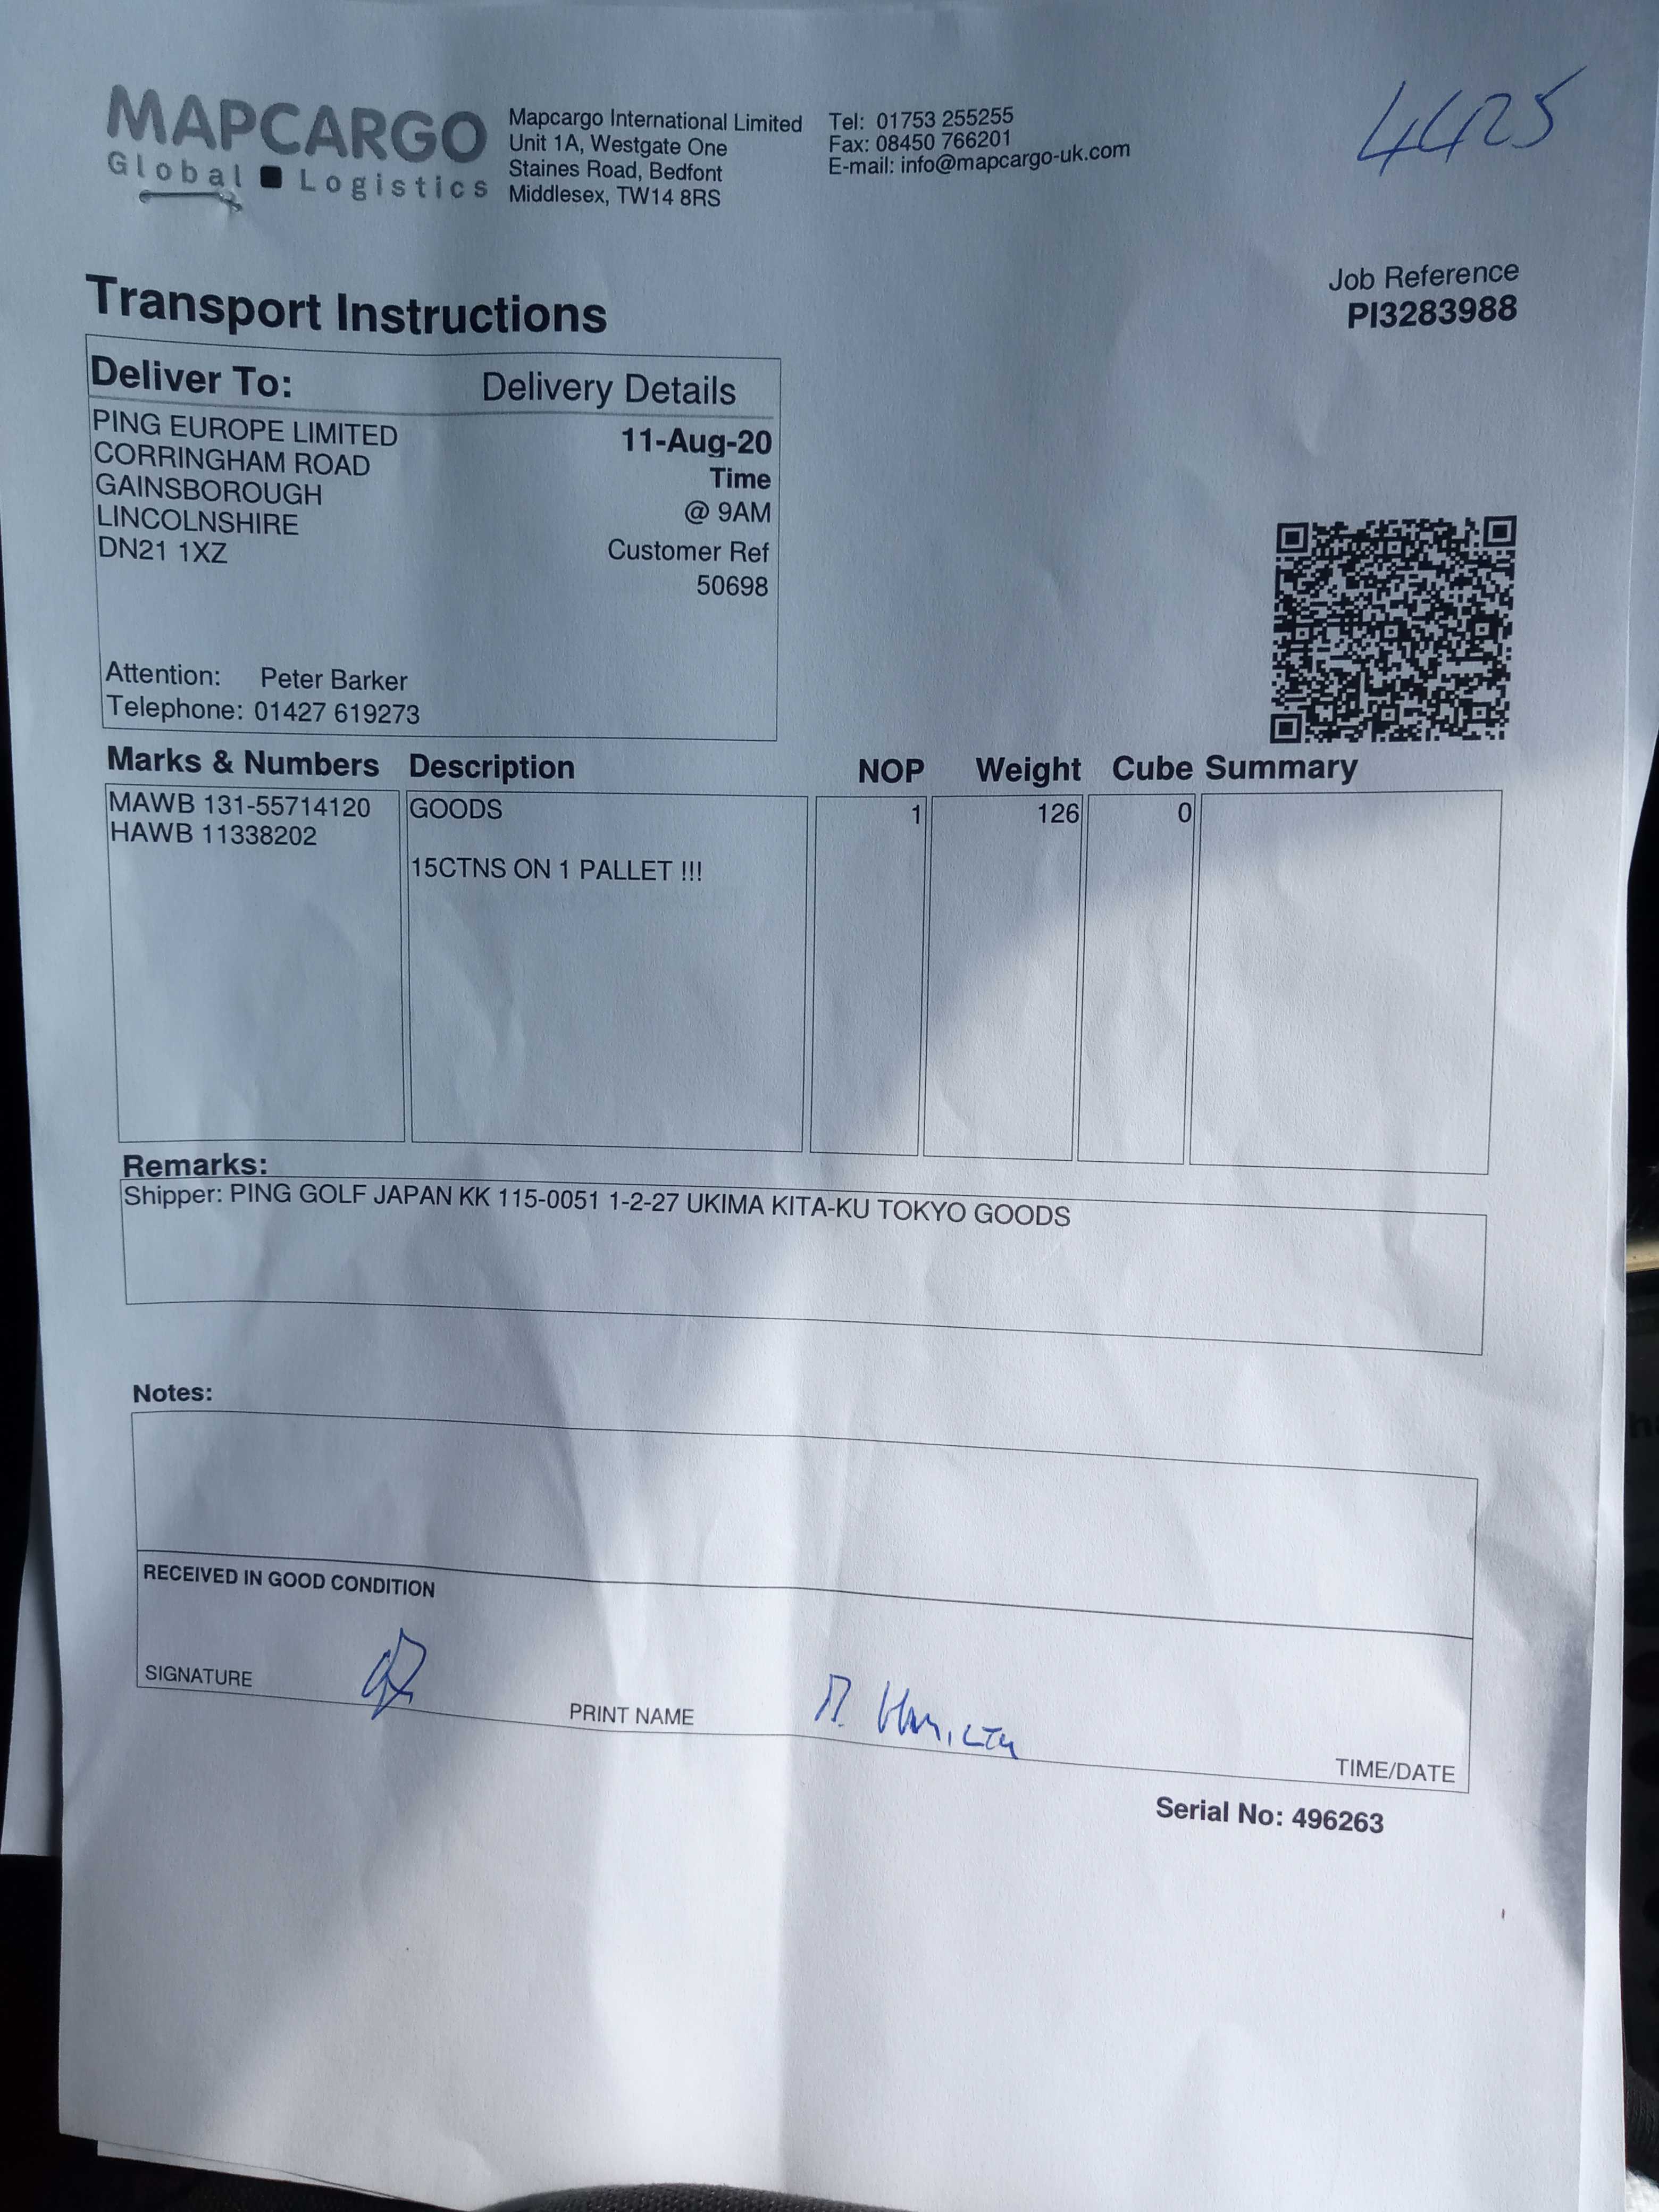 MAPCARGO
Global Logistics
Mapcargo International Limited
Unit 1A, Westgate One
Staines Road, Bedfont
Middlesex, TW14 8RS
Tel: 01753 255255
Fax: 08450 766201
E-mail: info@mapcargo-uk.com
Job Reference
PI3283988
Transport Instructions
Deliver To: Delivery Details
PING EUROPE LIMITED
CORRINGHAM ROAD
GAINSBOROUGH
LINCOLNSHIRE
DN21 1XZ
11-Aug-20
Time
@ 9AM
Customer Ref
50698
Attention: Peter Barker
Telephone: 01427 619273
Marks & Numbers Description NOP Weight Cube Summary
MAWB 131-55714120 GOODS 1 126 0
HAWB 11338202
15CTNS ON 1 PALLET !!!
Remarks:
Shipper: PING GOLF JAPAN KK 115-0051 1-2-27 UKIMA KITA-KU TOKYO GOODS
Notes:
RECEIVED IN GOOD CONDITION
SIGNATURE
PRINT NAME
TIME/DATE
Serial No: 496263